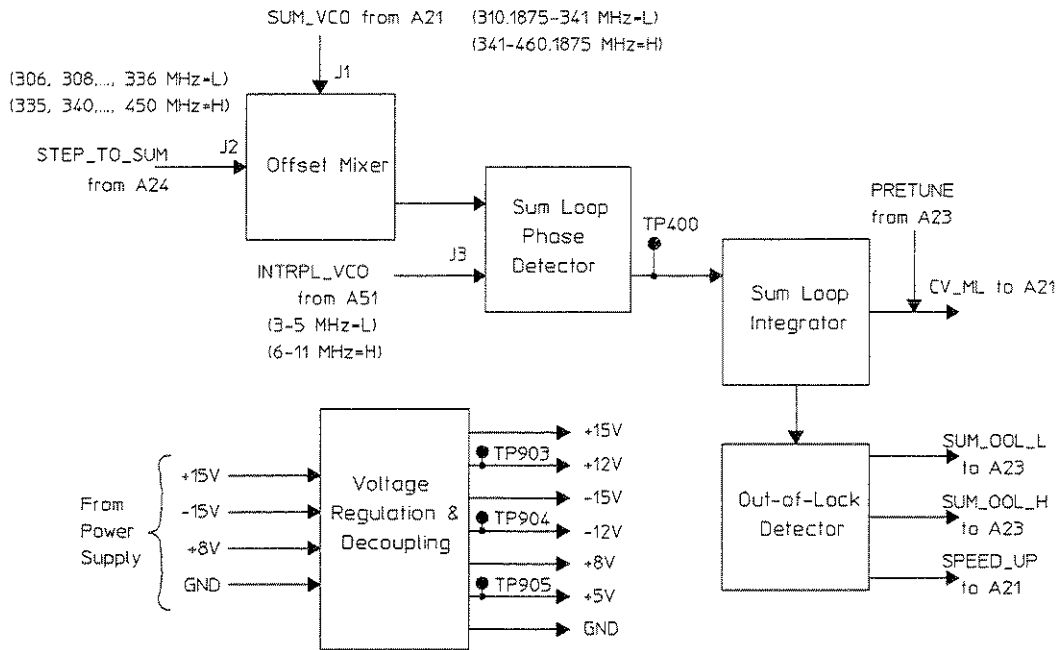 SUM_VCO from A21 (310.1875-341 MHz=L)
(341-460.1875 MHz=H)
J1
(306, 308,..., 336 MHz=L)
(335, 340,..., 450 MHz=H)
J2
STEP_TO_SUM
from A24
Offset Mixer
Sum Loop
Phase
Detector
J3
INTRPL_VCO
from A51
(3-5 MHz=L)
(6-11 MHz=H)
TP400
PRETUNE
from A23
Sum Loop
Integrator
CV_ML to A21
From
Power
Supply
+15V
-15V
+8V
GND
Voltage
Regulation &
Decoupling
+15V
TP903
+12V
-15V
TP904
-12V
+8V
TP905
+5V
GND
Out-of-Lock
Detector
SUM_OOL_L
to A23
SUM_OOL_H
to A23
SPEED_UP
to A21